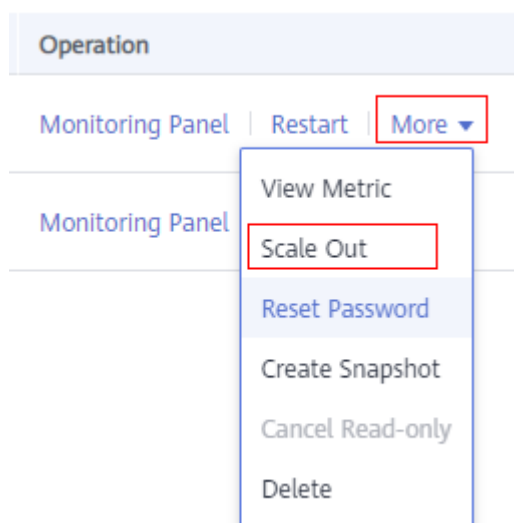 Operation
Monitoring Panel Restart More
View Metric
Monitoring Panel
Scale Out
Reset Password
Create Snapshot
Cancel Read-only
Delete